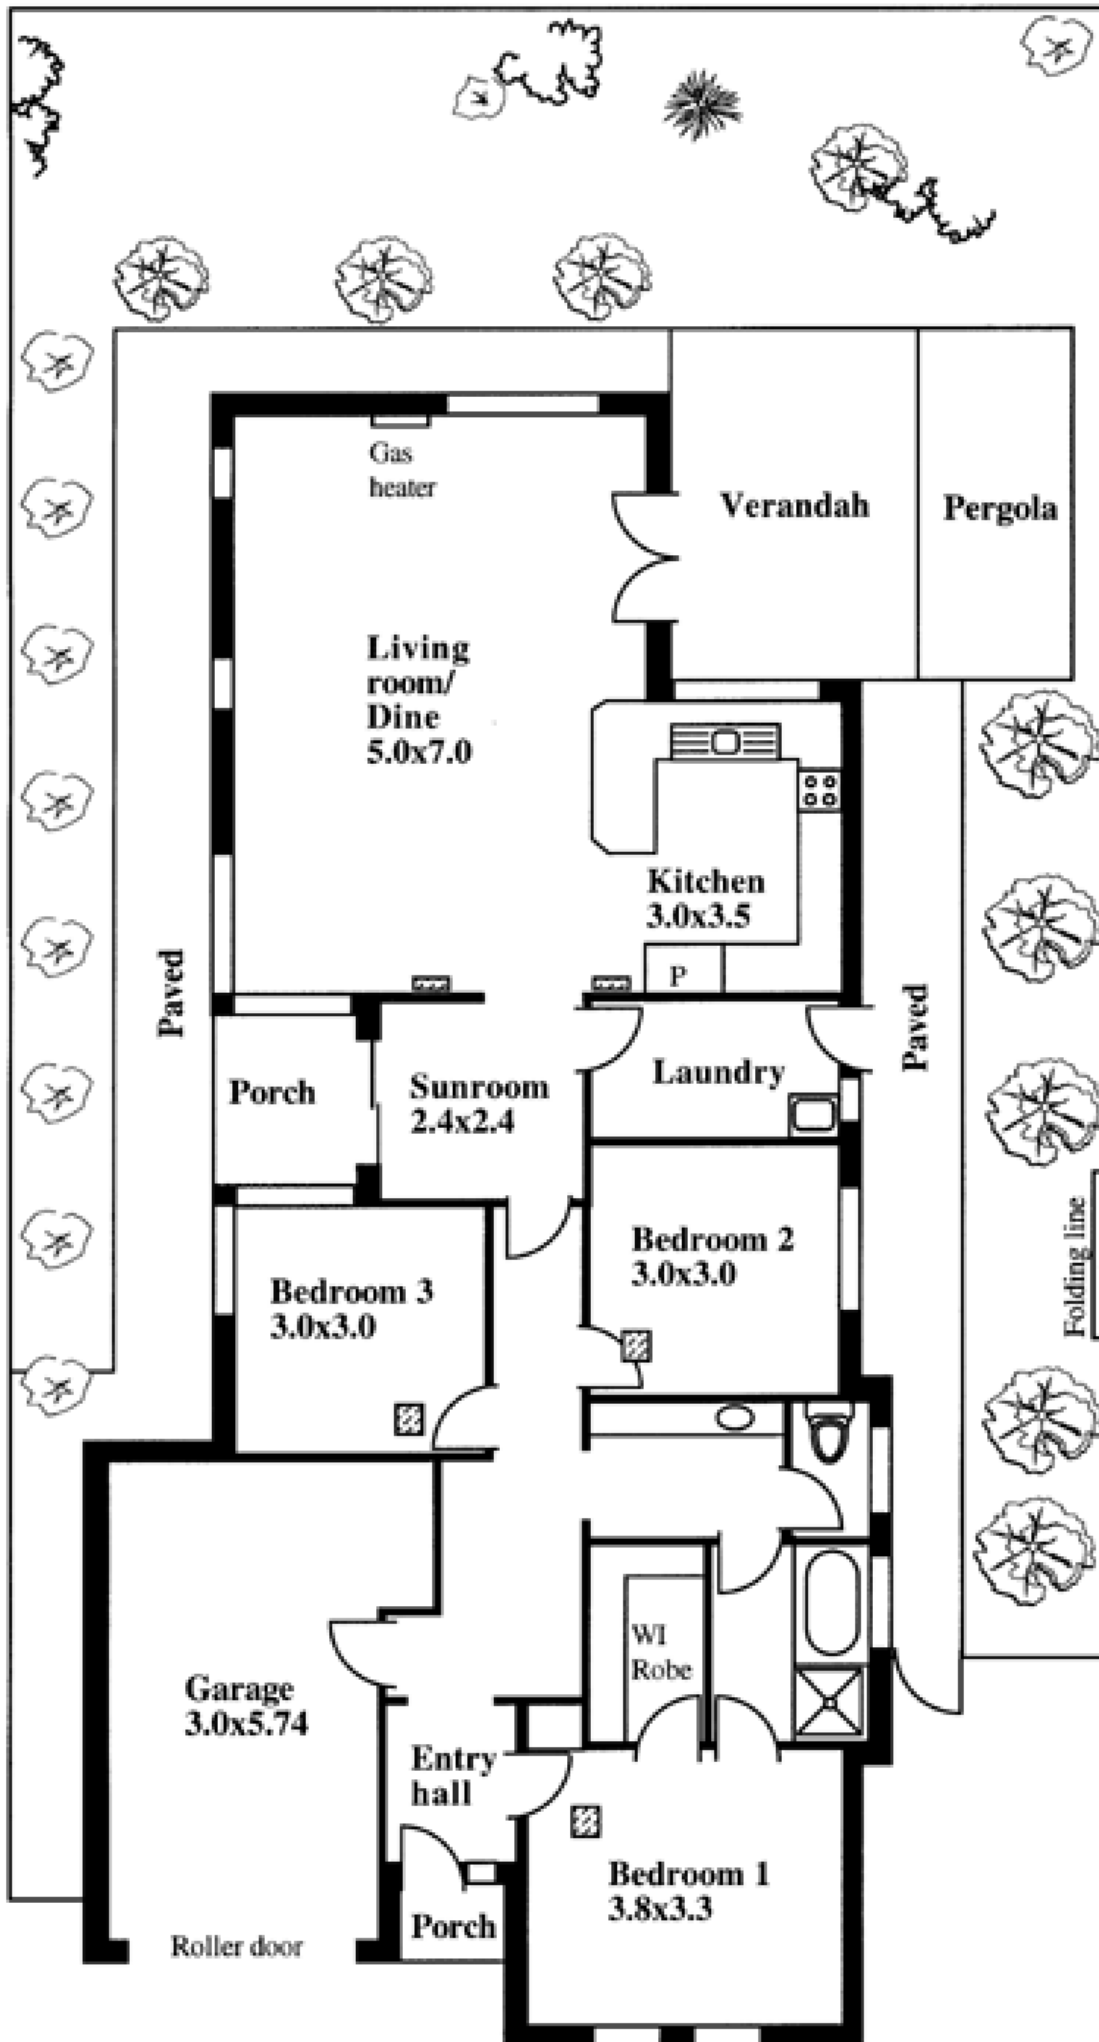 Gas
heater
Verandah
Pergola
Living
room/
Dine
5.0x7.0
Kitchen
3.0x3.5
P
Paved
Paved
Porch
Sunroom
2.4x2.4
Laundry
Bedroom 2
3.0x3.0
Folding line
Bedroom 3
3.0x3.0
WI
Robe
Garage
3.0x5.74
Entry
hall
Bedroom 1
3.8x3.3
Porch
Roller door